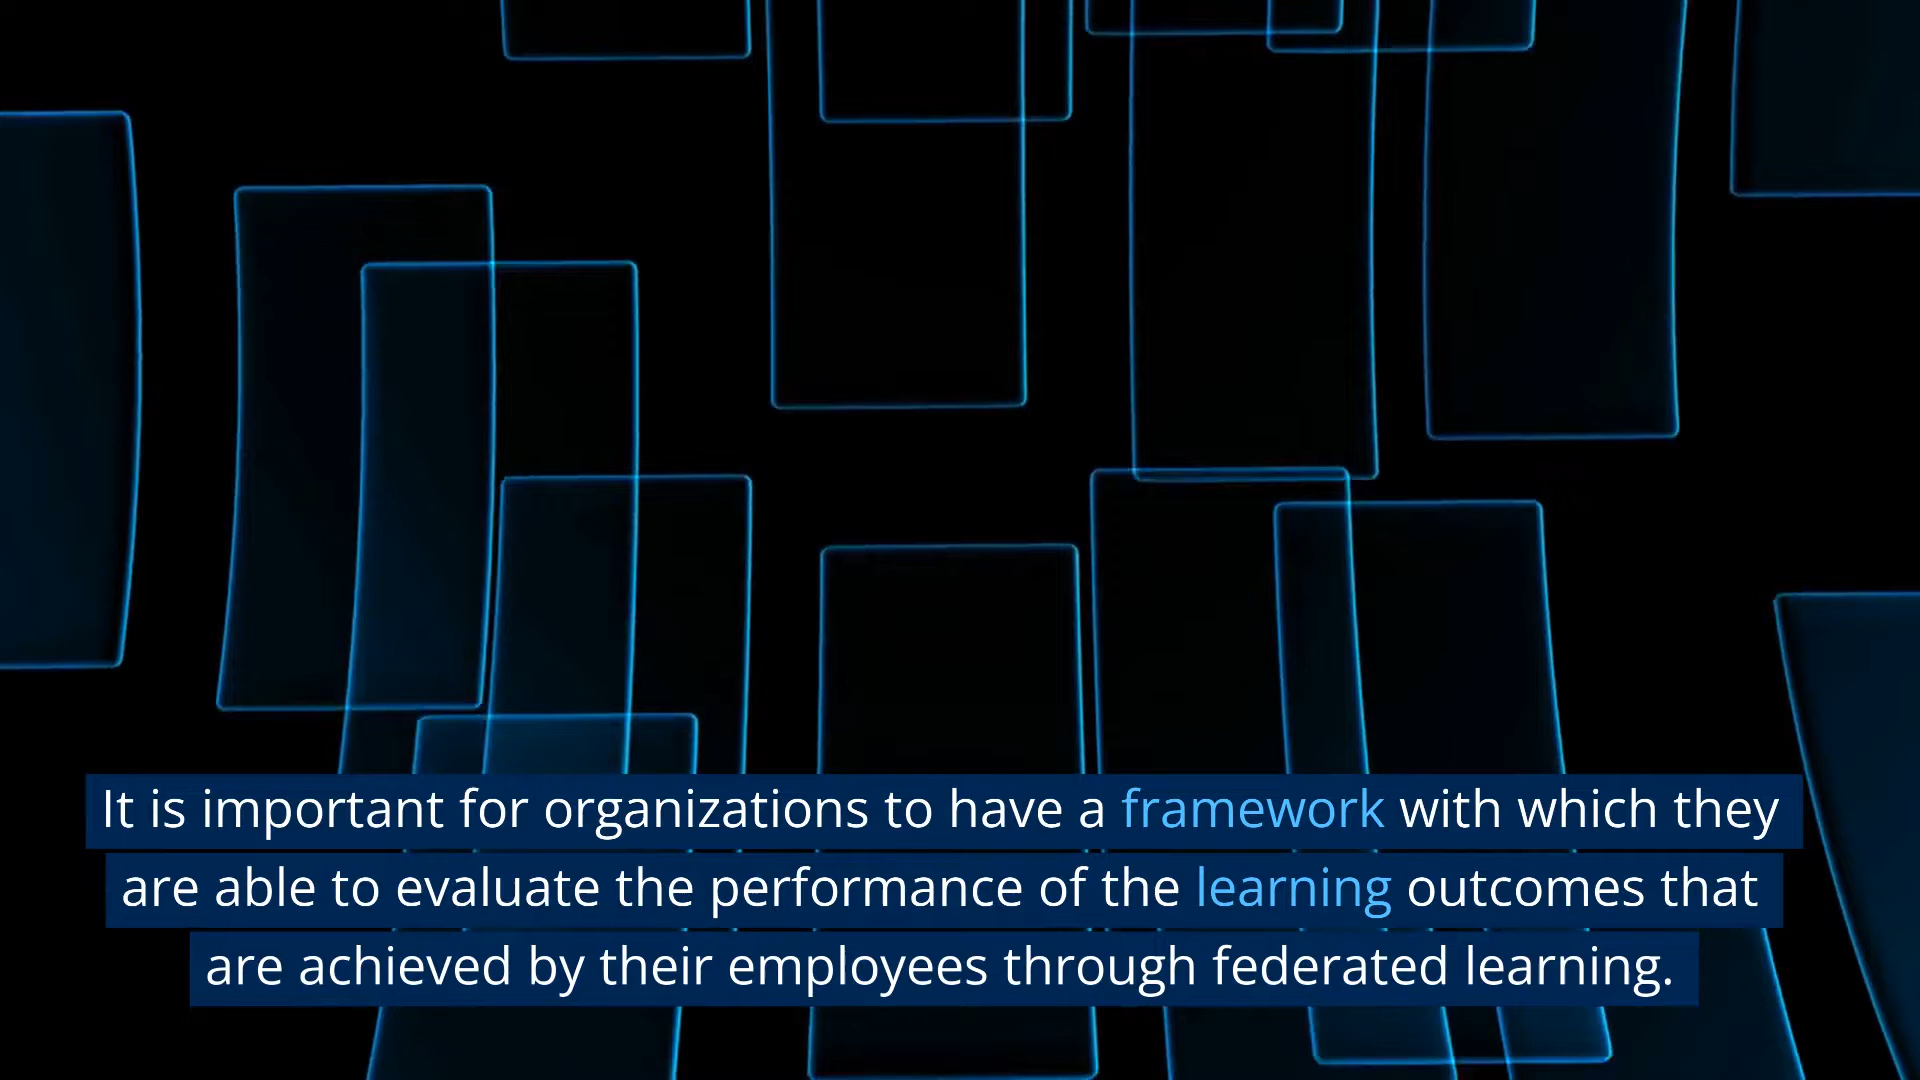 It is important for organizations to have a framework with which they
are able to evaluate the performance of the learning outcomes that
are achieved by their employees through federated learning.